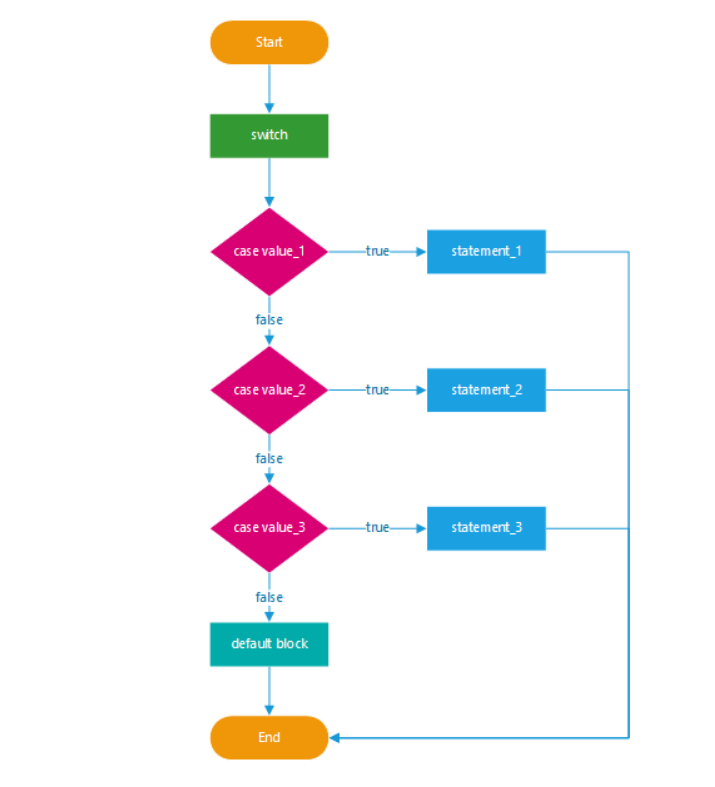 Start
switch
case value_1
true
statement_1
false
case value_2
true
statement_2
false
case value_3
true
statement_3
false
default block
End